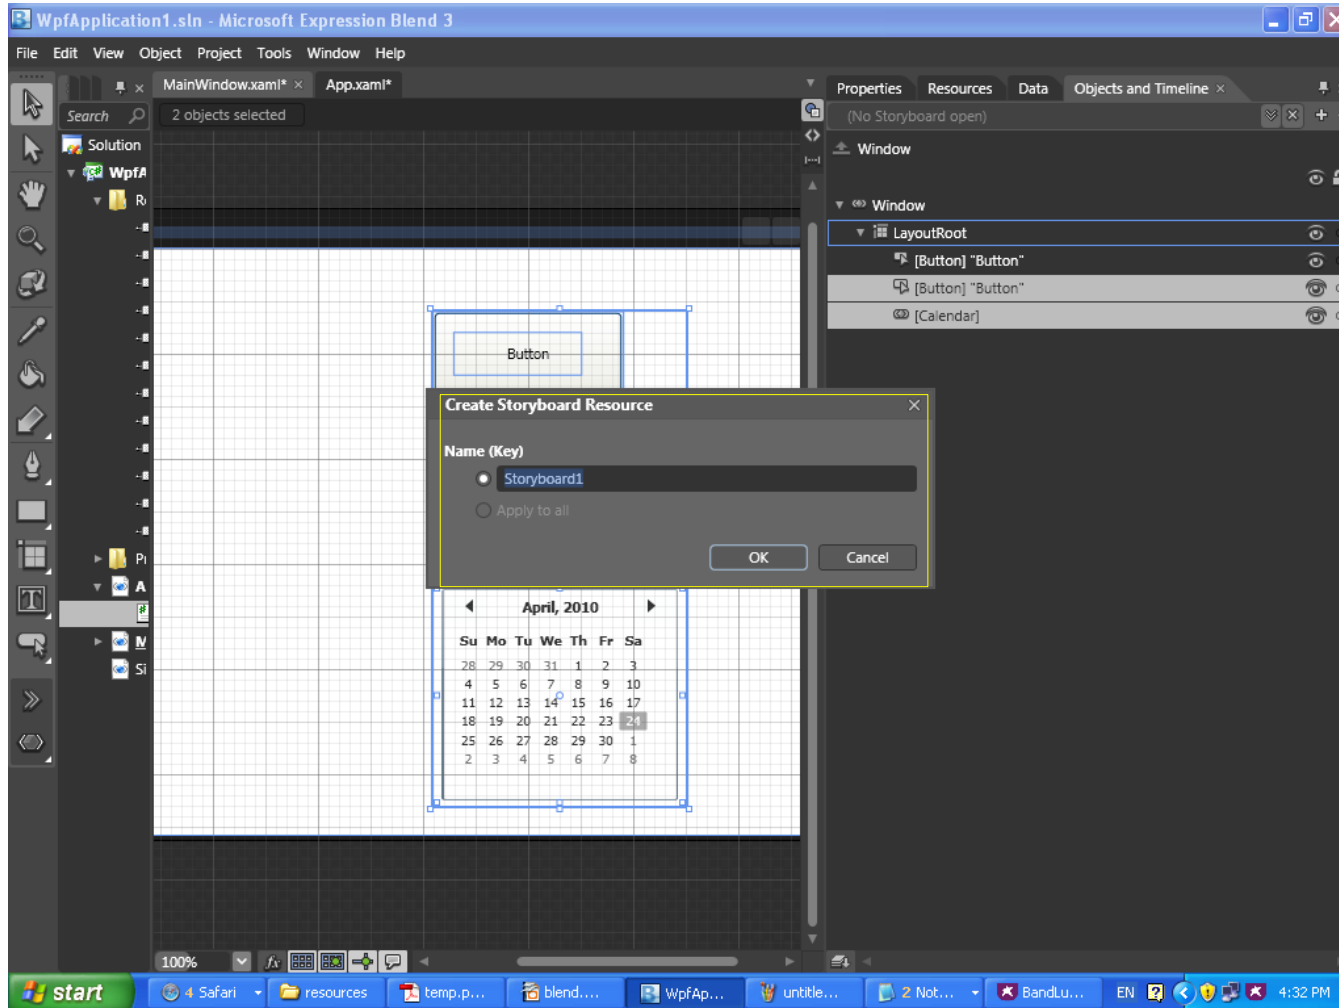 WpfApplication1.sln - Microsoft Expression Blend 3
File Edit View Object Project Tools Window Help
MainWindow.xaml* × App.xaml*
Properties Resources Data Objects and Timeline ×
Search
2 objects selected
(No Storyboard open)
Solution
Window
WpfA
Window
LayoutRoot
[Button] "Button"
[Button] "Button"
[Calendar]
Button
Create Storyboard Resource
Name (Key)
Storyboard1
Apply to all
OK Cancel
April, 2010
Su Mo Tu We Th Fr Sa
28 29 30 31 1 2 3
4 5 6 7 8 9 10
11 12 13 14 15 16 17
18 19 20 21 22 23 24
25 26 27 28 29 30 1
2 3 4 5 6 7 8
A
M
Si
100%
fx
start
4 Safari
resources
temp.p...
blend....
WpfAp...
untitle...
2 Not...
BandLu...
EN
4:32 PM